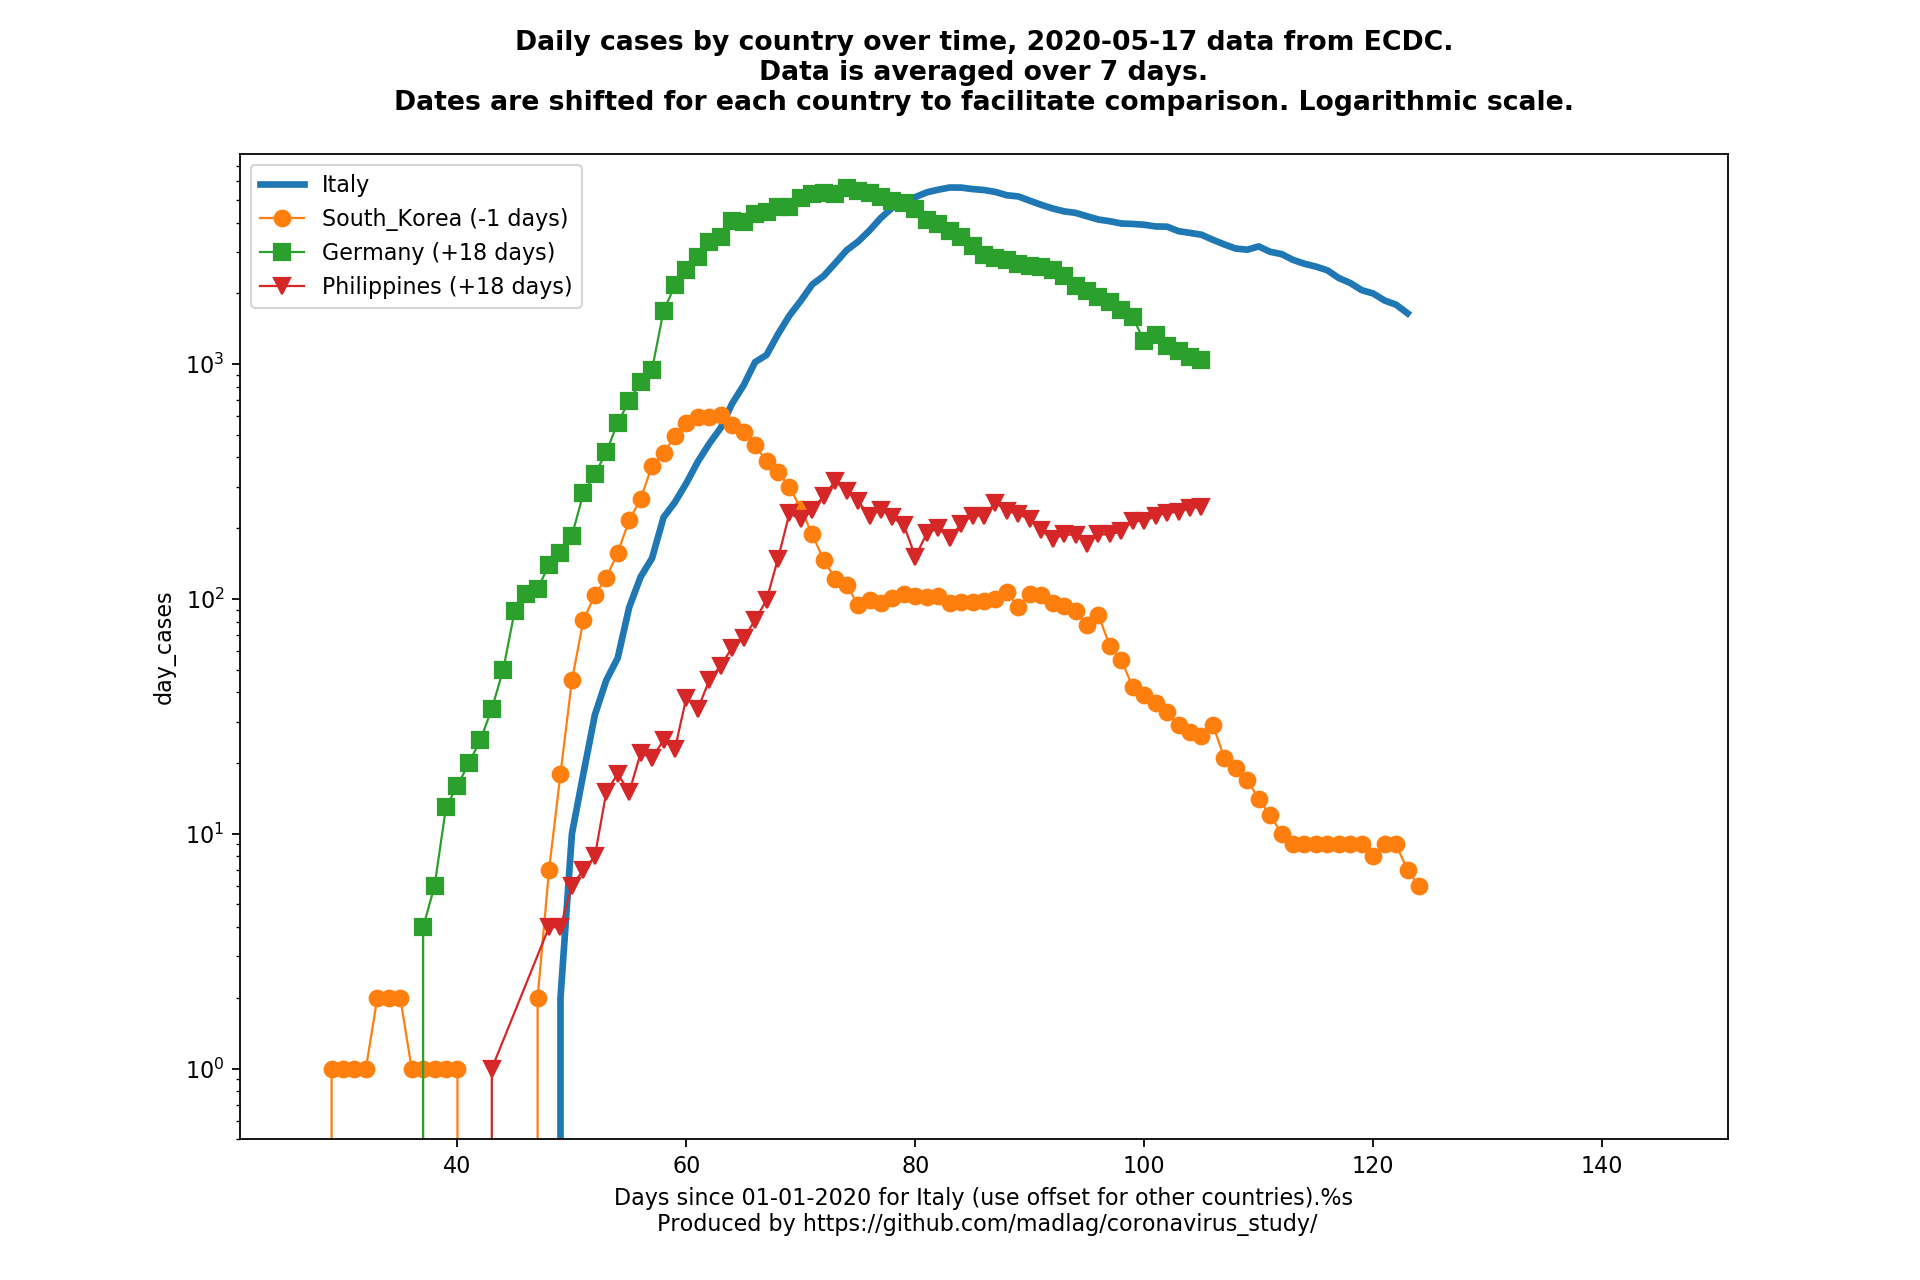 Daily cases by country over time, 2020-05-17 data from ECDC.
Data is averaged over 7 days.
Dates are shifted for each country to facilitate comparison. Logarithmic scale.
Italy
South_Korea (-1 days)
Germany (+18 days)
Philippines (+18 days)
10³
10²
10¹
10⁰
day_cases
40 60 80 100 120 140
Days since 01-01-2020 for Italy (use offset for other countries).%s
Produced by https://github.com/madlag/coronavirus_study/